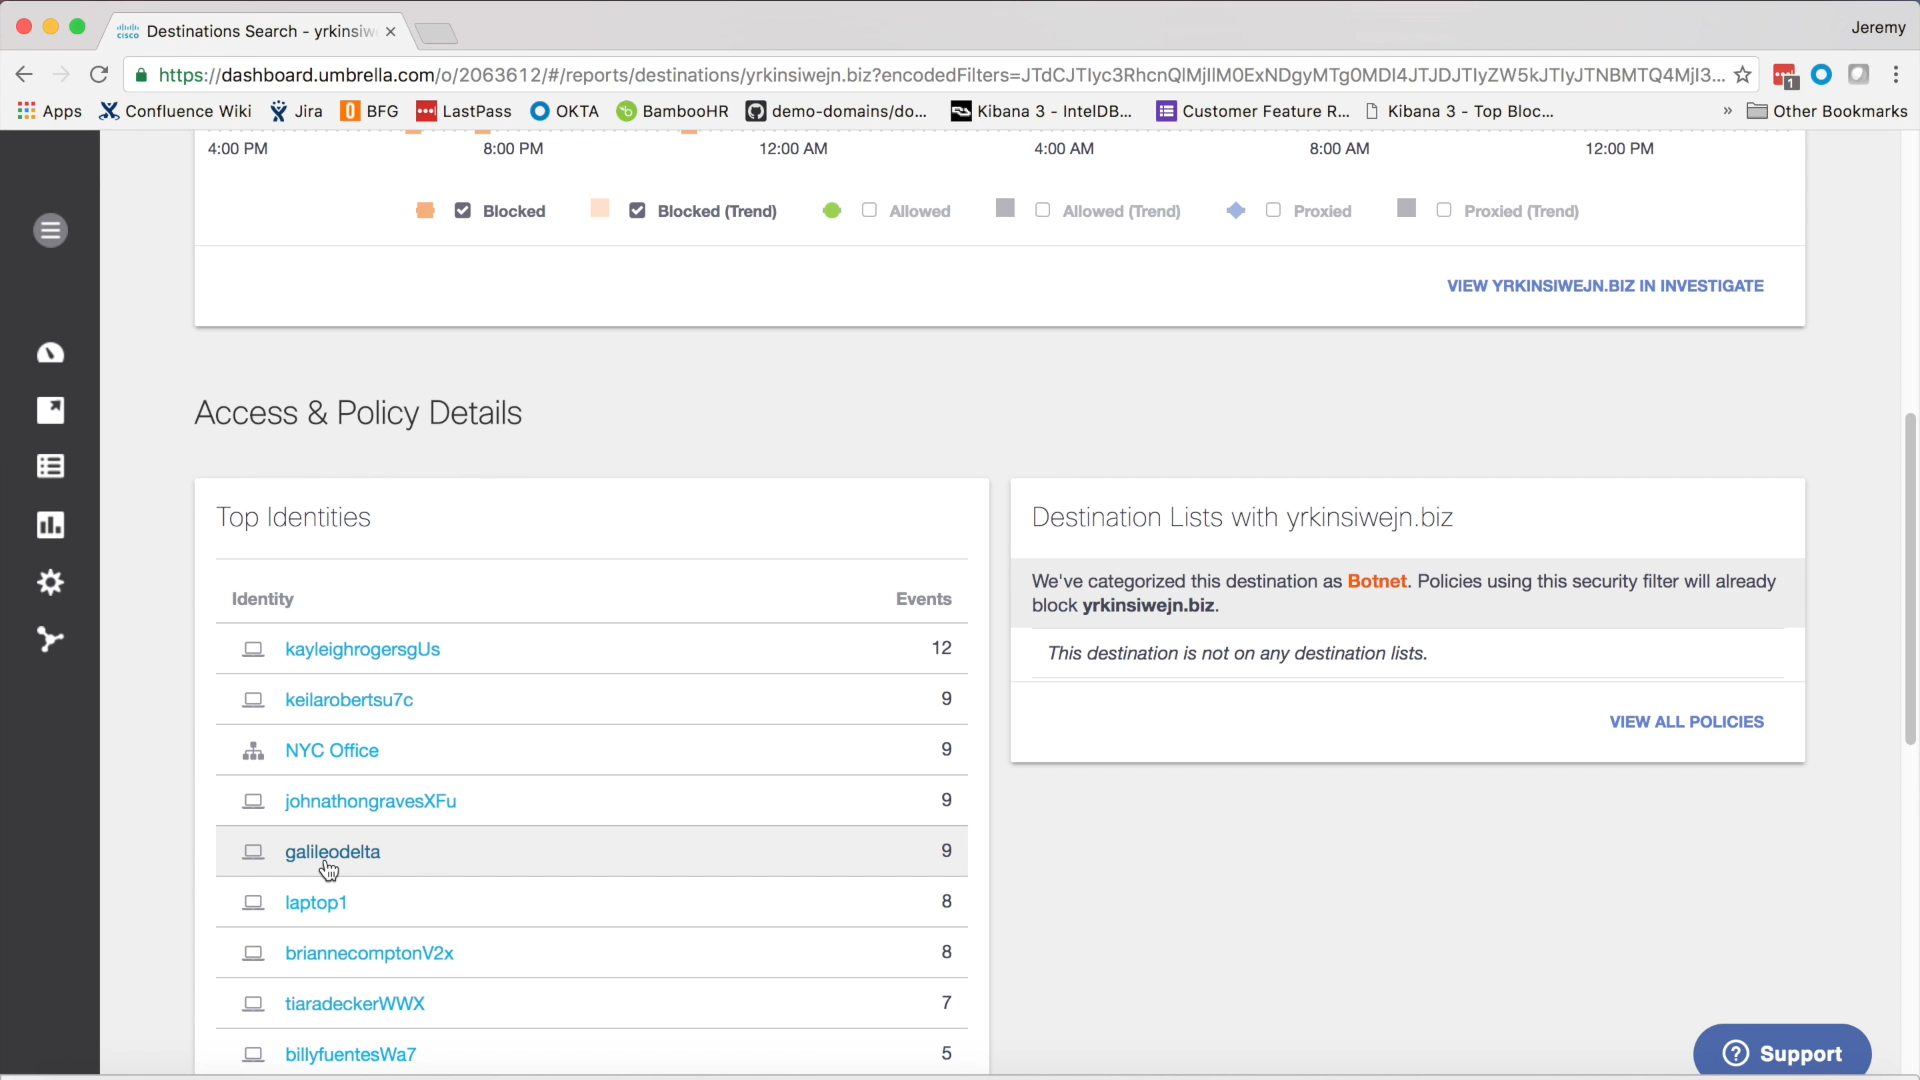 Destinations Search - yrkinsiw
Jeremy
https://dashboard.umbrella.com/o/2063612/#/reports/destinations/yrkinsiwejn.biz?encodedFilters=JTdCJTIyc3RhcnQlMjIlM0ExNDgyMTg0MDI4JTJDJTIyZW5kJTIyJTNBMTQ4MjI3...
1
Apps Confluence Wiki Jira BFG LastPass OKTA BambooHR demo-domains/do... Kibana 3 - IntelDB... Customer Feature R... Kibana 3 - Top Bloc... » Other Bookmarks
4:00 PM 8:00 PM 12:00 AM 4:00 AM 8:00 AM 12:00 PM
Blocked Blocked (Trend) Allowed Allowed (Trend) Proxied Proxied (Trend)
VIEW YRKINSIWEJN.BIZ IN INVESTIGATE
Access & Policy Details
Top Identities
Identity Events
kayleighrogersgUs 12
keilarobertsu7c 9
NYC Office 9
johnathongravesXFu 9
galileodelta 9
laptop1 8
briannecomptonV2x 8
tiaradeckerWWX 7
billyfuentesWa7 5
Destination Lists with yrkinsiwejn.biz
We've categorized this destination as Botnet. Policies using this security filter will already
block yrkinsiwejn.biz.
This destination is not on any destination lists.
VIEW ALL POLICIES
Support